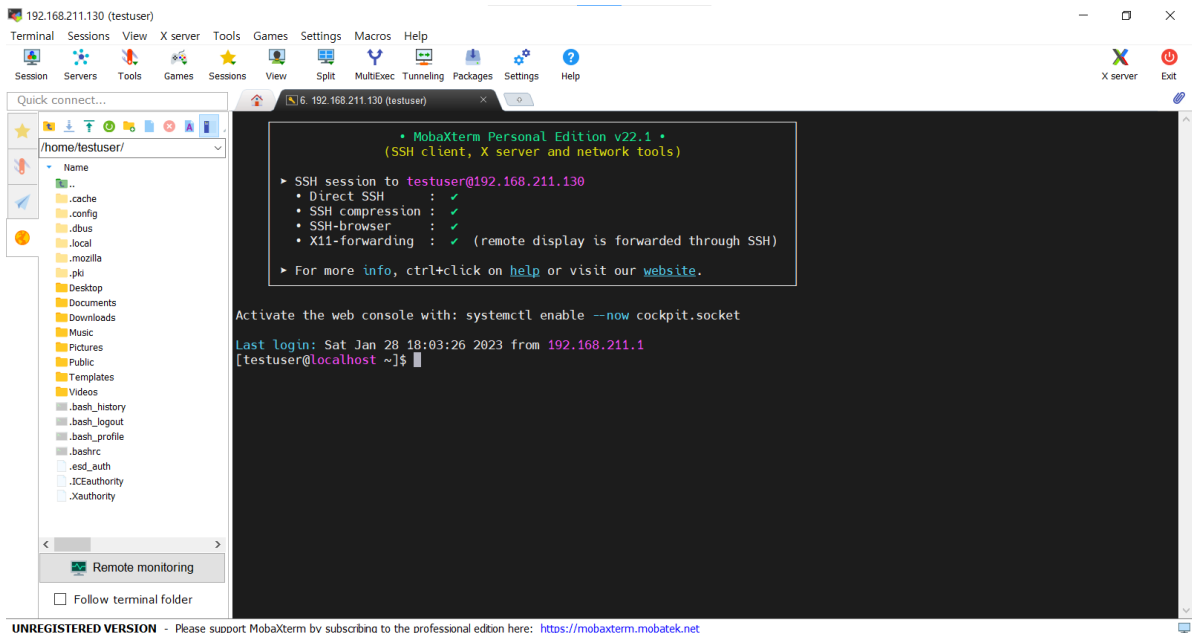 192.168.211.130 (testuser)
Terminal Sessions View X server Tools Games Settings Macros Help
Session Servers Tools Games Sessions View Split MultiExec Tunneling Packages Settings Help X server Exit
Quick connect...
6. 192.168.211.130 (testuser)
/home/testuser/
Name
..
.cache
.config
.dbus
.local
.mozilla
.pki
Desktop
Documents
Downloads
Music
Pictures
Public
Templates
Videos
.bash_history
.bash_logout
.bash_profile
.bashrc
.esd_auth
.ICEauthority
.Xauthority
Remote monitoring
Follow terminal folder
• MobaXterm Personal Edition v22.1 •
(SSH client, X server and network tools)
➤ SSH session to testuser@192.168.211.130
• Direct SSH : ✔
• SSH compression : ✔
• SSH-browser : ✔
• X11-forwarding : ✔ (remote display is forwarded through SSH)
➤ For more info, ctrl+click on help or visit our website.
Activate the web console with: systemctl enable --now cockpit.socket
Last login: Sat Jan 28 18:03:26 2023 from 192.168.211.1
[testuser@localhost ~]$
UNREGISTERED VERSION - Please support MobaXterm by subscribing to the professional edition here: https://mobaxterm.mobatek.net